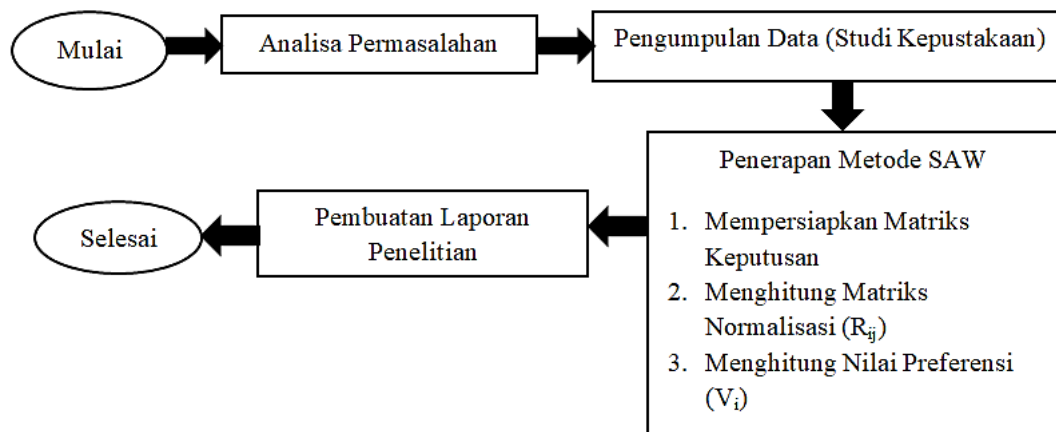 Mulai
Analisa Permasalahan
Pengumpulan Data (Studi Kepustakaan)
Penerapan Metode SAW
1. Mempersiapkan Matriks
Keputusan
2. Menghitung Matriks
Normalisasi (Rij)
3. Menghitung Nilai Preferensi
(Vi)
Pembuatan Laporan
Penelitian
Selesai